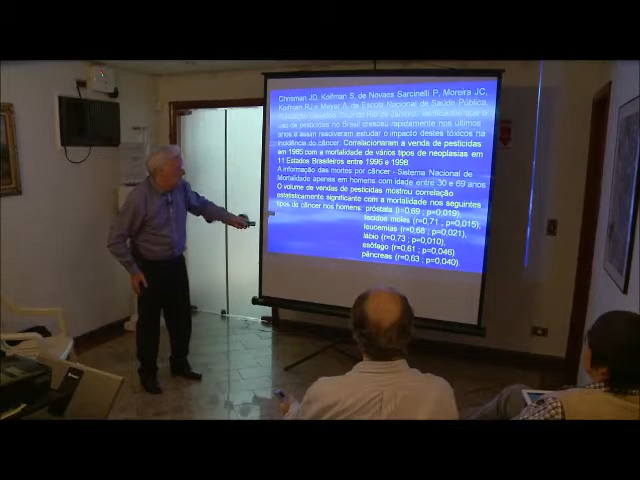 Chrisman JD, Koifman S, de Novaes Sarcinelli P, Moreira JC,
Koifman RJ e Meyer A. da Escola Nacional de Saúde Pública,
Fundação Oswaldo Cruz do Rio de Janeiro, verificaram que o
uso de pesticidas no Brasil cresceu rapidamente nos últimos
anos e assim resolveram estudar o impacto destes tóxicos na
incidência do câncer. Correlacionaram a venda de pesticidas
em 1985 com a mortalidade de vários tipos de neoplasias em
11 Estados Brasileiros entre 1996 e 1998
A informação das mortes por câncer - Sistema Nacional de
Mortalidade apenas em homens com idade entre 30 e 69 anos
O volume de vendas de pesticidas mostrou correlação
estatisticamente significante com a mortalidade nos seguintes
tipos de câncer nos homens: próstata (r=0,69 ; p=0,019),
tecidos moles (r=0,71 ; p=0,015),
leucemias (r=0,68 ; p=0,021),
lábio (r=0,73 ; p=0,010),
esôfago (r=0,61 ; p=0,046)
pâncreas (r=0,63 ; p=0,040)